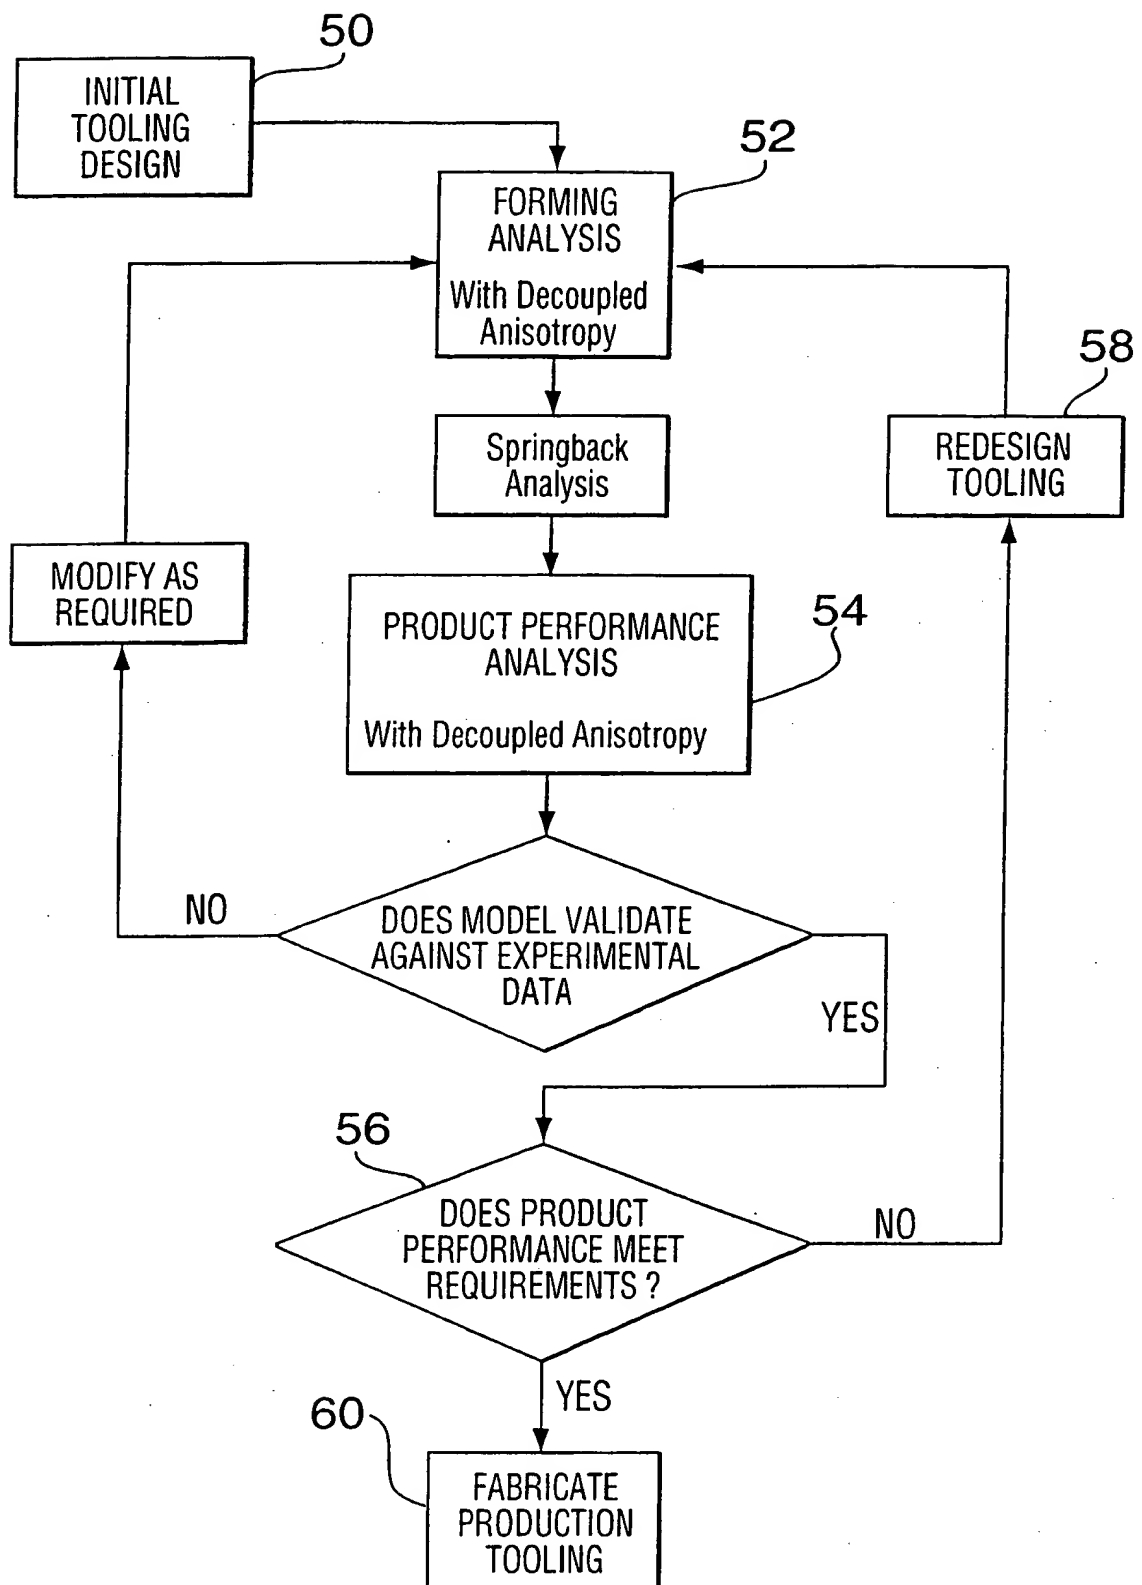 50
INITIAL
TOOLING
DESIGN
52
FORMING
ANALYSIS
With Decoupled
Anisotropy
58
REDESIGN
TOOLING
Springback
Analysis
MODIFY AS
REQUIRED
54
PRODUCT PERFORMANCE
ANALYSIS
With Decoupled Anisotropy
NO
DOES MODEL VALIDATE
AGAINST EXPERIMENTAL
DATA
YES
56
DOES PRODUCT
PERFORMANCE MEET
REQUIREMENTS ?
NO
YES
60
FABRICATE
PRODUCTION
TOOLING